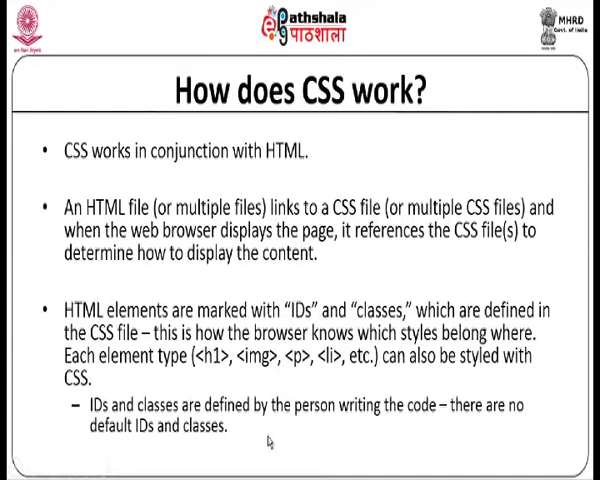 Pathshala
पाठशाला
MHRD
Govt. of India
How does CSS work?
• CSS works in conjunction with HTML.
• An HTML file (or multiple files) links to a CSS file (or multiple CSS files) and
when the web browser displays the page, it references the CSS file(s) to
determine how to display the content.
• HTML elements are marked with “IDs” and “classes,” which are defined in
the CSS file – this is how the browser knows which styles belong where.
Each element type (<h1>, <img>, <p>, <li>, etc.) can also be styled with
CSS.
– IDs and classes are defined by the person writing the code – there are no
default IDs and classes.